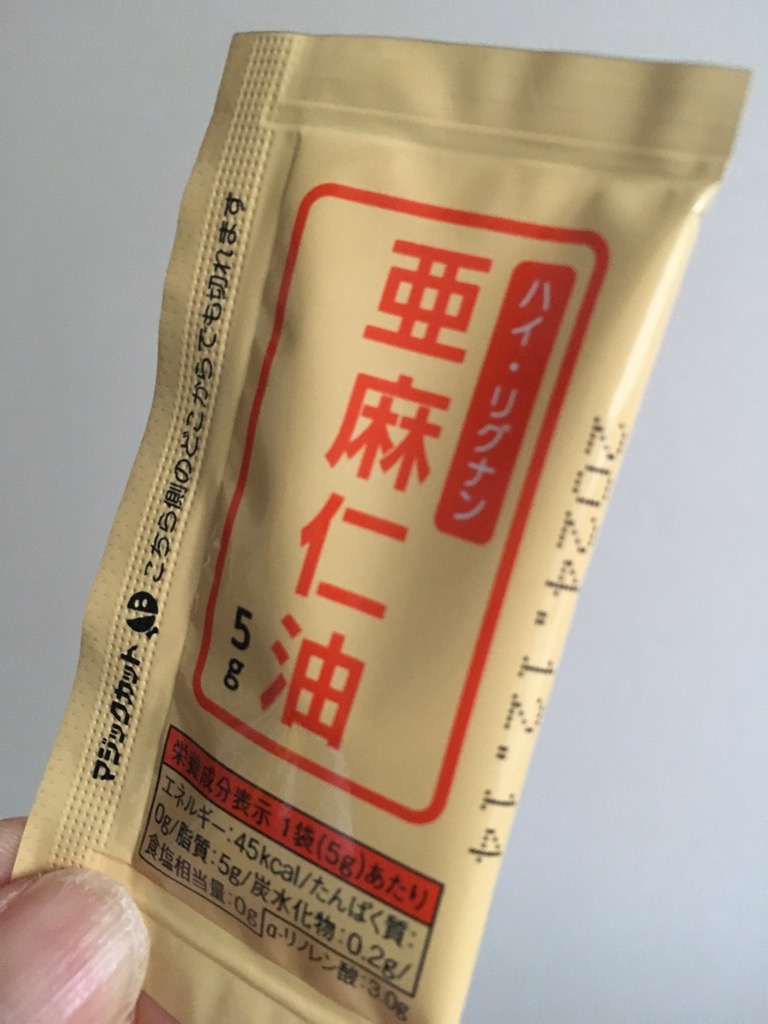 ハイ・リグナン
亜麻仁油
5g
マジックカット こちら側のどこからでも切れます
2024.12.14
栄養成分表示 1袋(5g)あたり
エネルギー:45kcal/たんぱく質:
0g/脂質:5g/炭水化物:0.2g/
食塩相当量:0g α-リノレン酸:3.0g